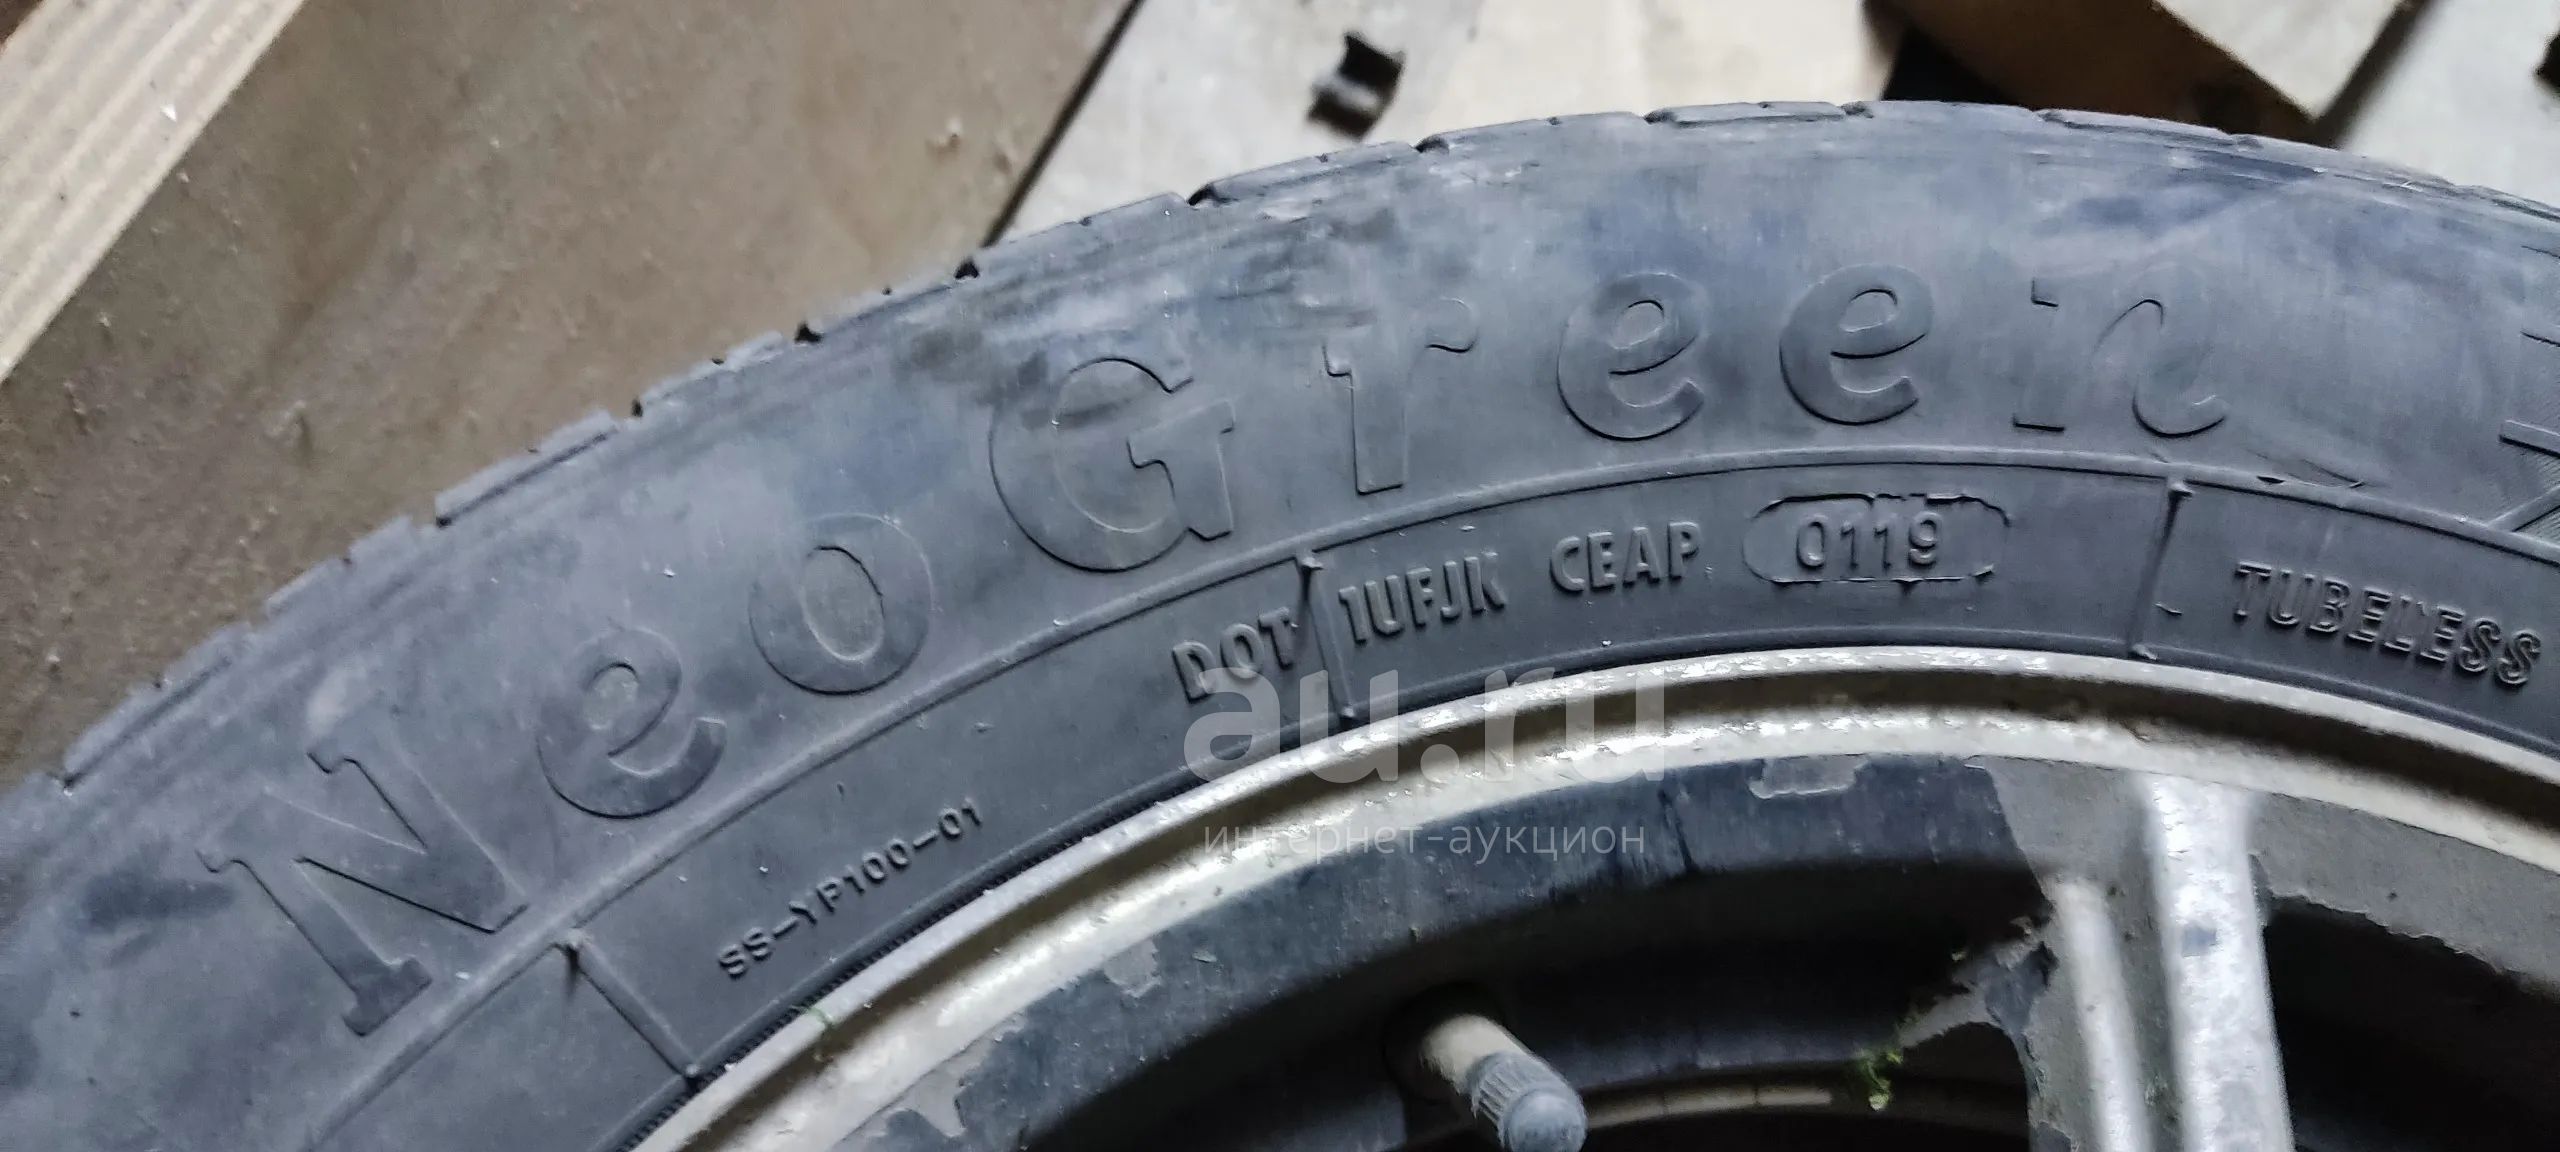 NeoGreen
DOT 1UFJK CEAP 0119
TUBELESS
SS-YP100-01
au.ru
интернет-аукцион